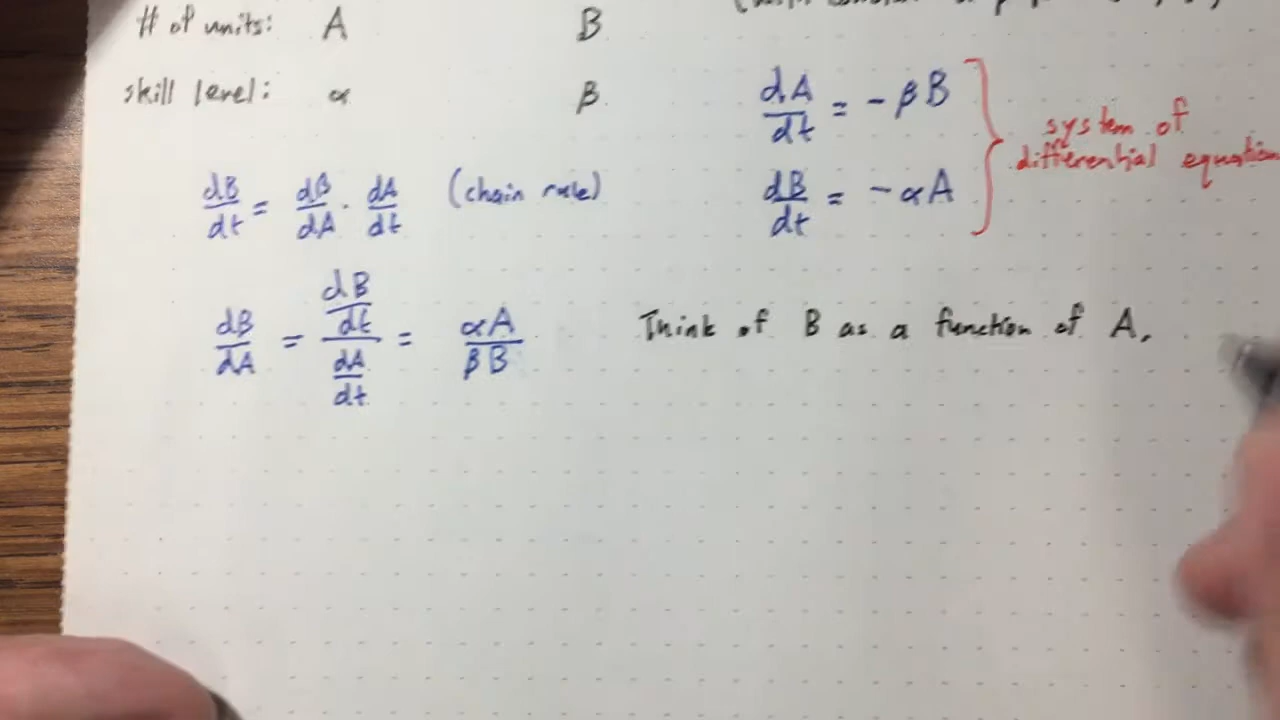 # of units: A B
skill level: α β
dA/dt = - βB
dB/dt = - αA
system of
differential equation
dB/dt = dB/dA · dA/dt (chain rule)
dB/dA = (dB/dt)/(dA/dt) = αA/βB
Think of B as a function of A.